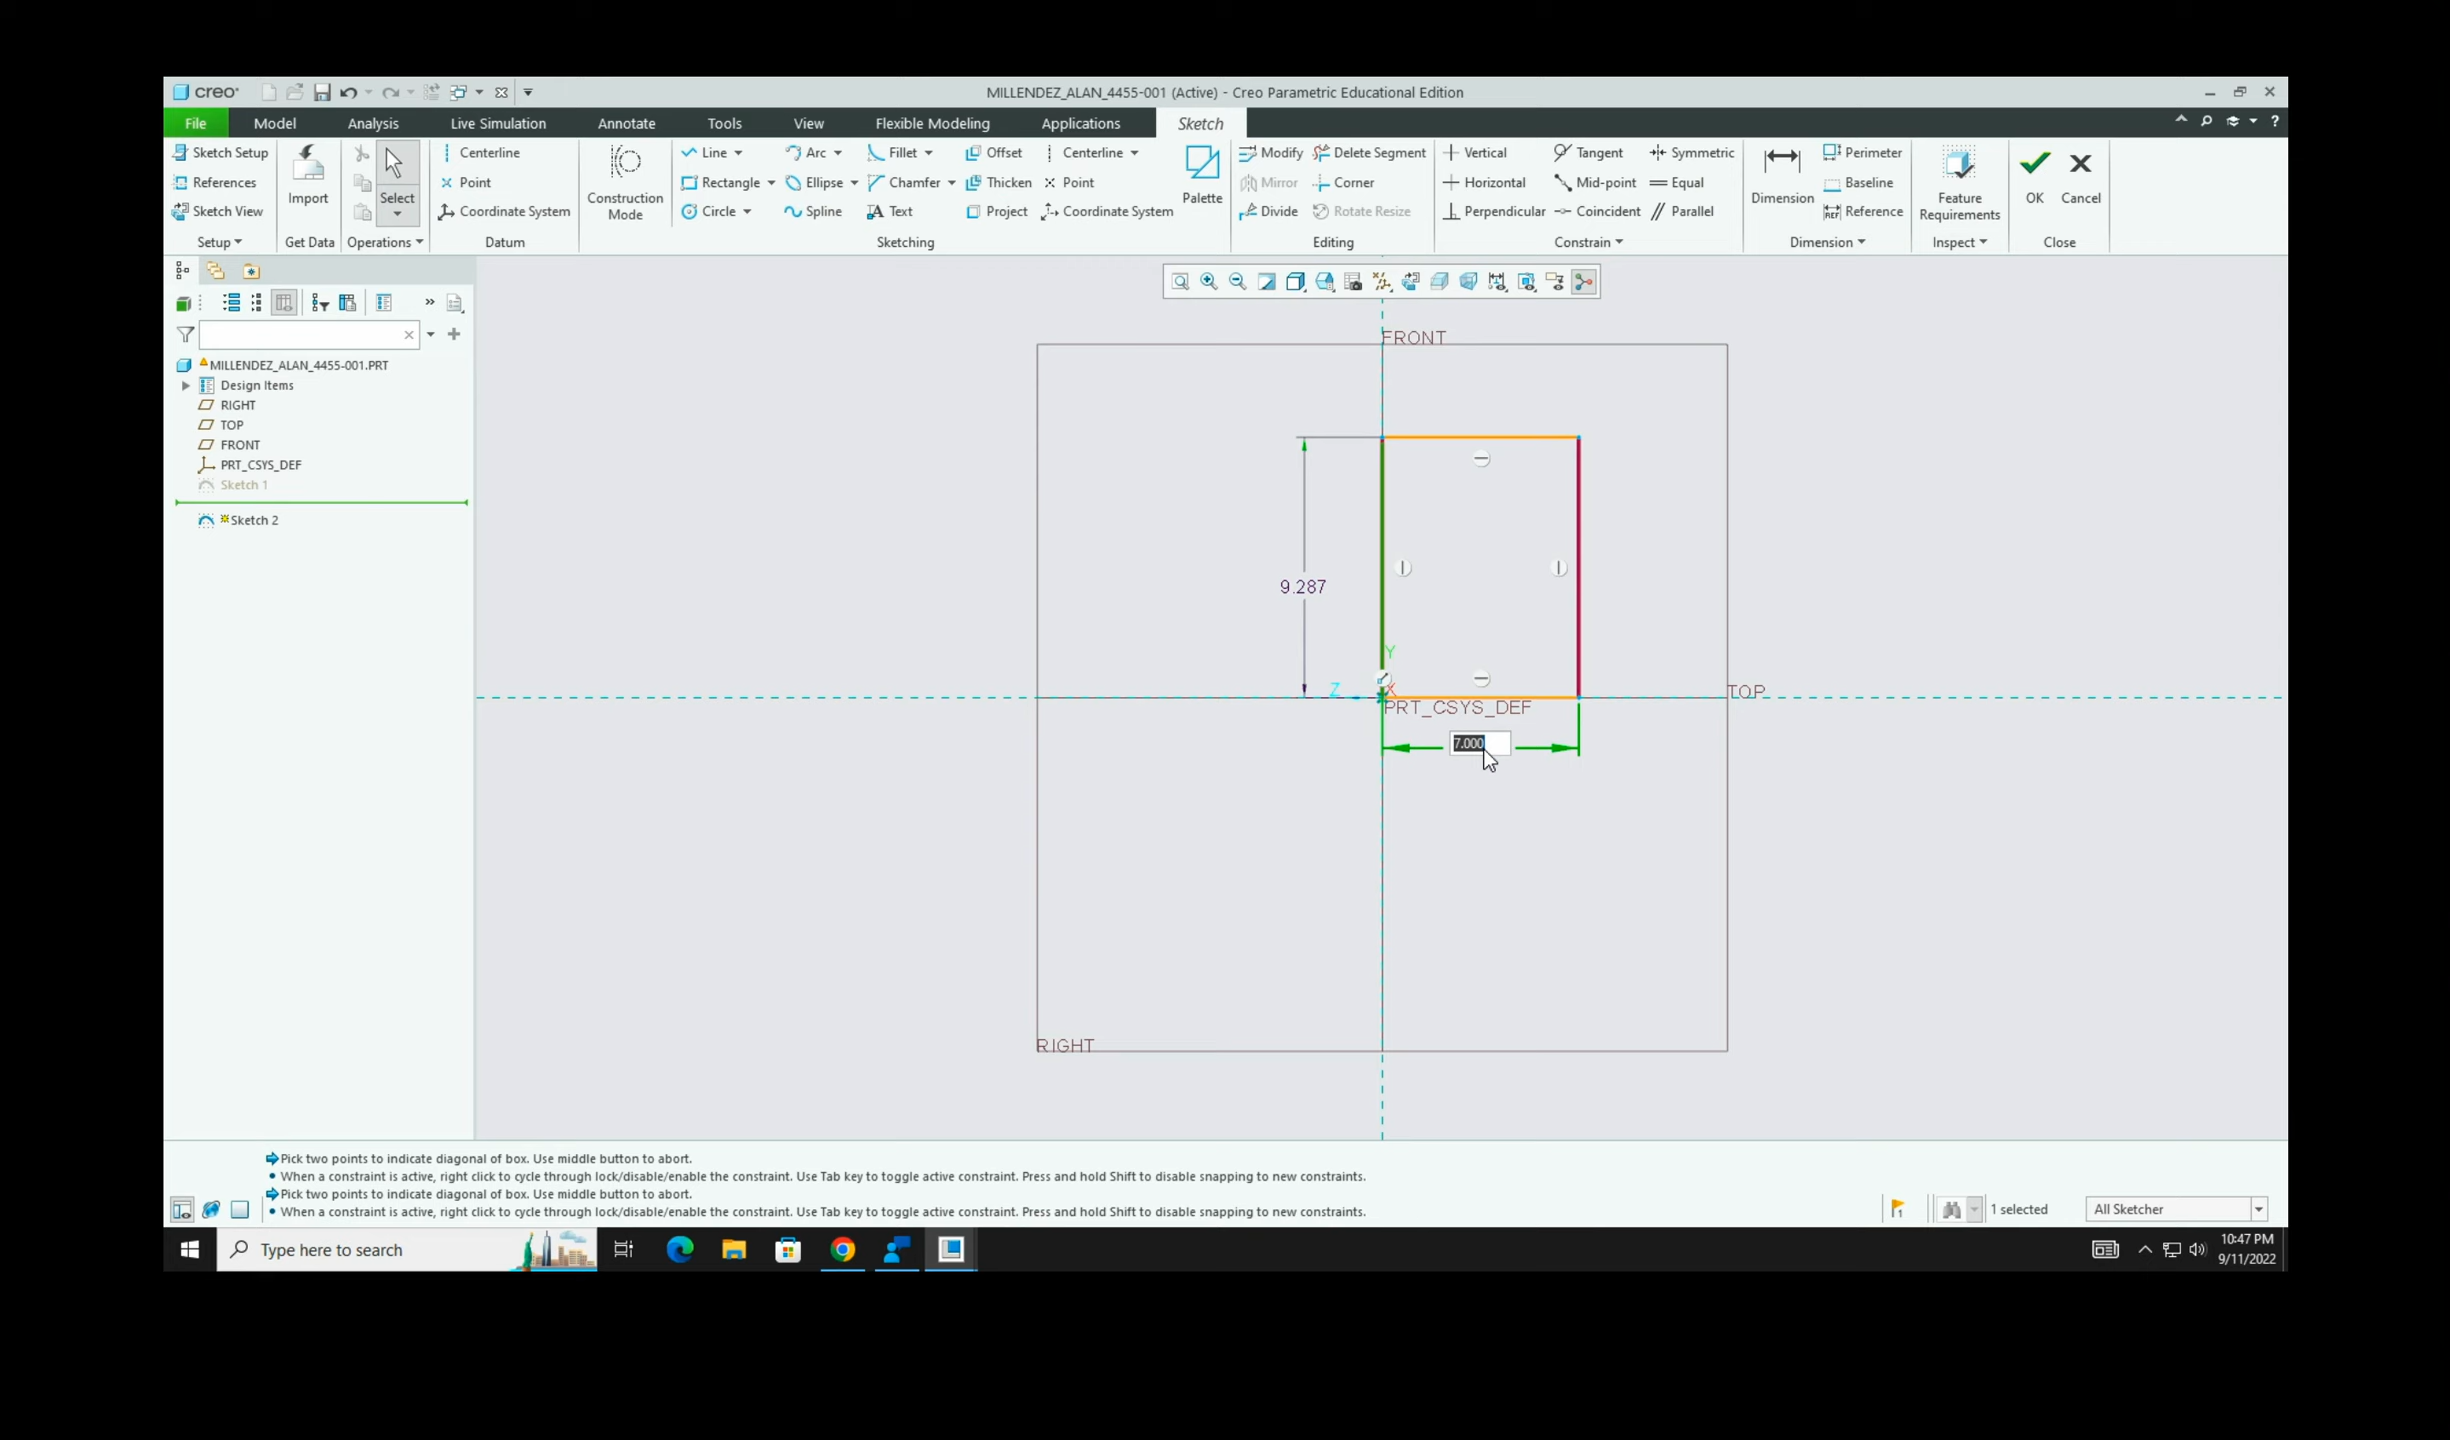 creo
MILLENDEZ_ALAN_4455-001 (Active) - Creo Parametric Educational Edition
File Model Analysis Live Simulation Annotate Tools View Flexible Modeling Applications Sketch
Sketch Setup
References
Sketch View
Setup
Import
Get Data
Select
Operations
Centerline
Point
Coordinate System
Datum
Construction
Mode
Line Arc Fillet Offset Centerline
Rectangle Ellipse Chamfer Thicken Point
Circle Spline Text Project Coordinate System
Palette
Sketching
Modify Delete Segment
Mirror Corner
Divide Rotate Resize
Editing
Vertical Tangent Symmetric
Horizontal Mid-point Equal
Perpendicular Coincident Parallel
Constrain
Dimension
Perimeter
Baseline
Reference
Dimension
Feature
Requirements
Inspect
OK Cancel
Close
MILLENDEZ_ALAN_4455-001.PRT
Design Items
RIGHT
TOP
FRONT
PRT_CSYS_DEF
Sketch 1
Sketch 2
FRONT
9.287
Y
Z
X
TOP
PRT_CSYS_DEF
7.000
RIGHT
Pick two points to indicate diagonal of box. Use middle button to abort.
• When a constraint is active, right click to cycle through lock/disable/enable the constraint. Use Tab key to toggle active constraint. Press and hold Shift to disable snapping to new constraints.
Pick two points to indicate diagonal of box. Use middle button to abort.
• When a constraint is active, right click to cycle through lock/disable/enable the constraint. Use Tab key to toggle active constraint. Press and hold Shift to disable snapping to new constraints.
1 selected
All Sketcher
Type here to search
10:47 PM
9/11/2022